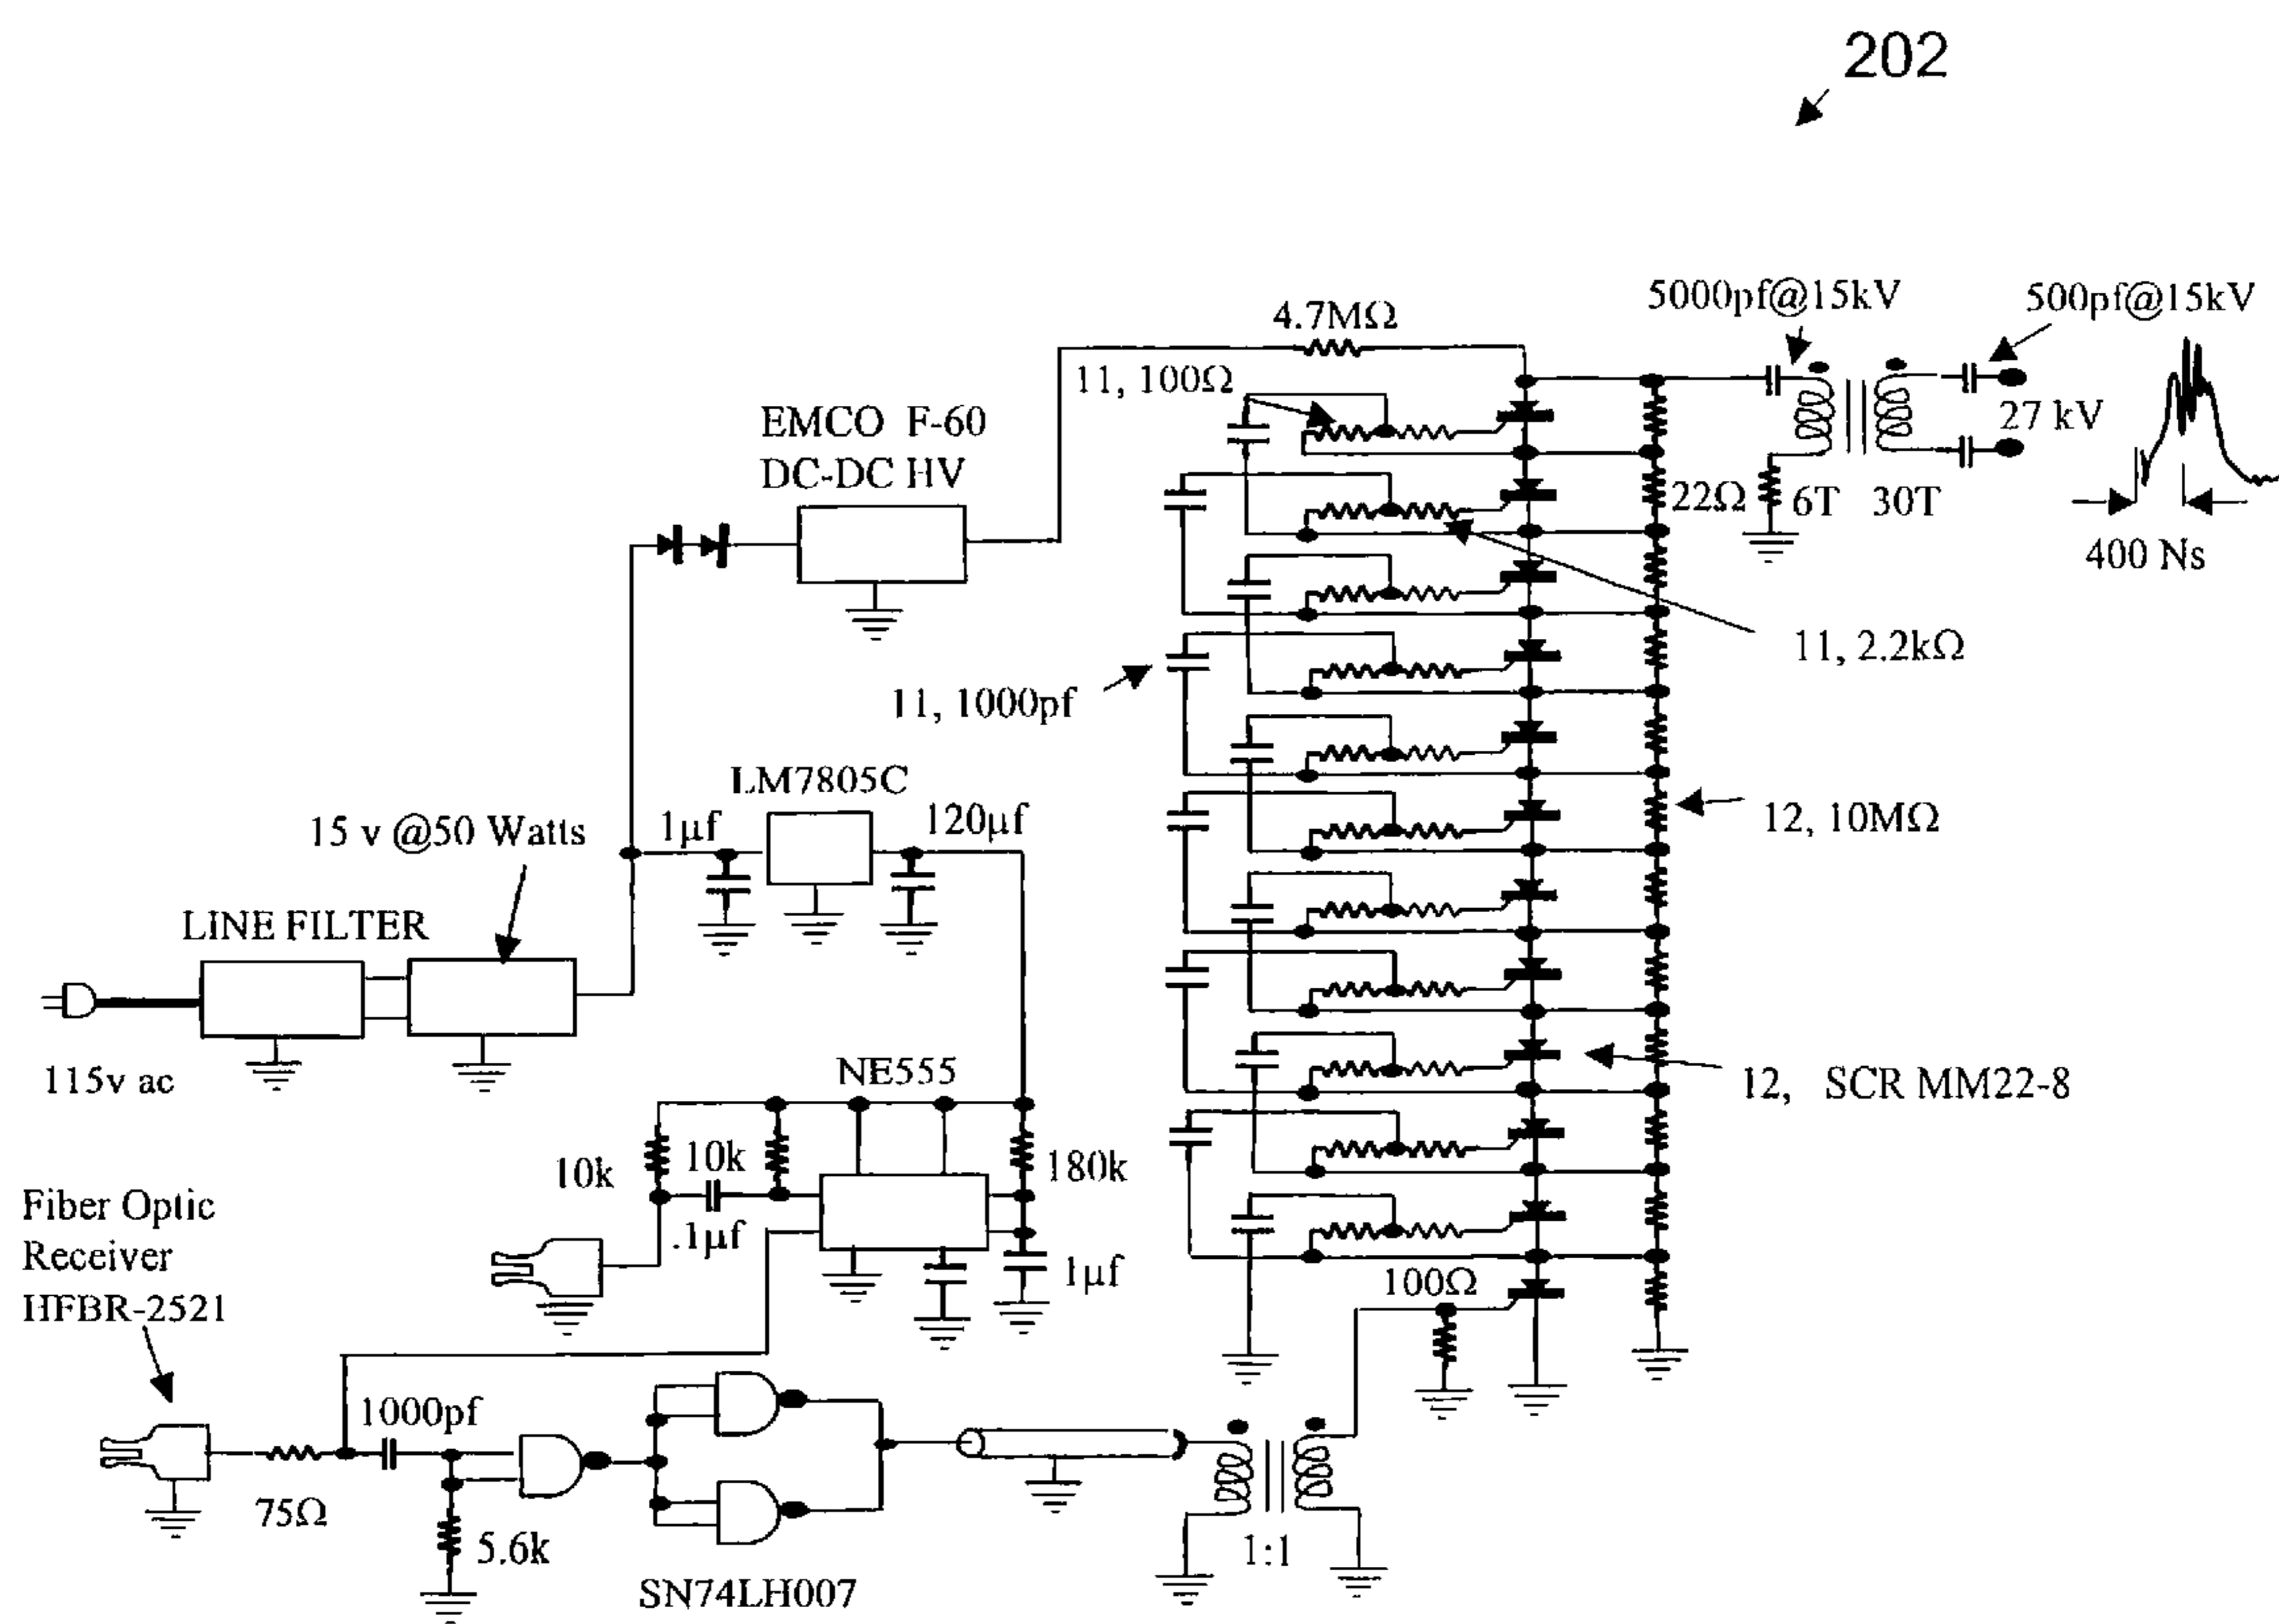 202
5000pf@15kV
500pf@15kV
4.7MΩ
11, 100Ω
EMCO F-60
DC-DC HV
27 kV
22Ω
6T
30T
400 Ns
11, 2.2kΩ
11, 1000pf
LM7805C
1µf
120µf
15 v @50 Watts
12, 10MΩ
LINE FILTER
115v ac
NE555
12, SCR MM22-8
10k
10k
180k
.1µf
1µf
Fiber Optic
Receiver
HFBR-2521
100Ω
1000pf
75Ω
5.6k
1:1
SN74LH007